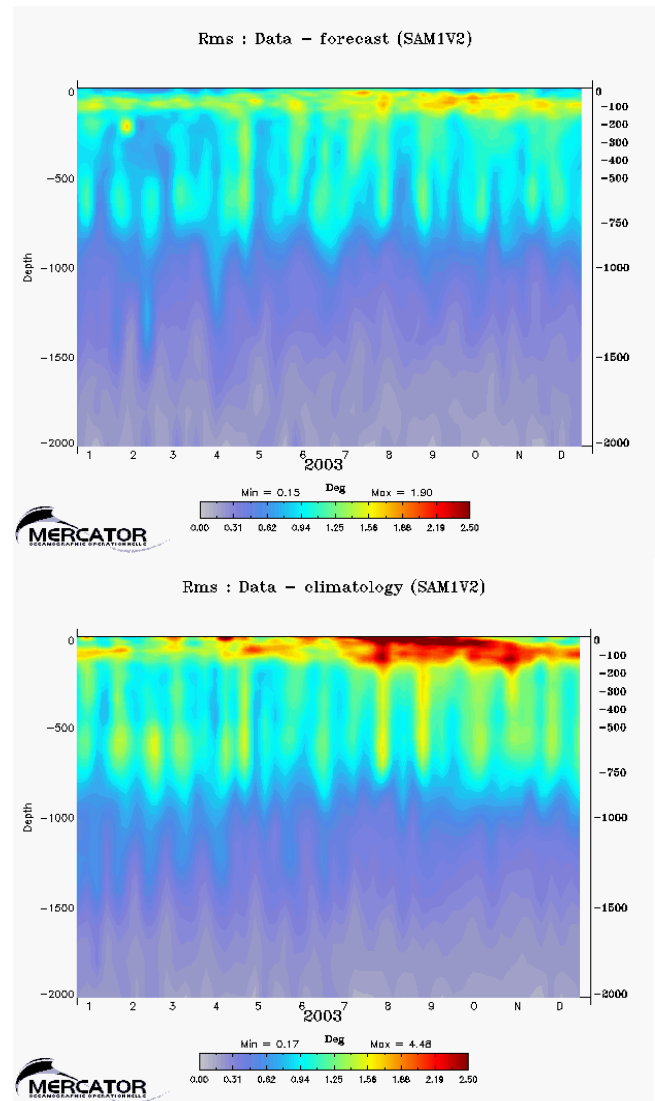 Rms : Data – forecast (SAM1V2)
0
-500
-1000
-1500
-2000
Depth
0
-100
-200
-300
-400
-500
-750
-1000
-1500
-2000
1 2 3 4 5 6 7 8 9 O N D
2003
Min = 0.15 Deg Max = 1.90
0.00 0.31 0.62 0.94 1.25 1.56 1.88 2.19 2.50
MERCATOR
OCEANOGRAPHIE OPERATIONNELLE
Rms : Data – climatology (SAM1V2)
0
-500
-1000
-1500
-2000
Depth
0
-100
-200
-300
-400
-500
-750
-1000
-1500
-2000
1 2 3 4 5 6 7 8 9 O N D
2003
Min = 0.17 Deg Max = 4.48
0.00 0.31 0.62 0.94 1.25 1.56 1.88 2.19 2.50
MERCATOR
OCEANOGRAPHIE OPERATIONNELLE